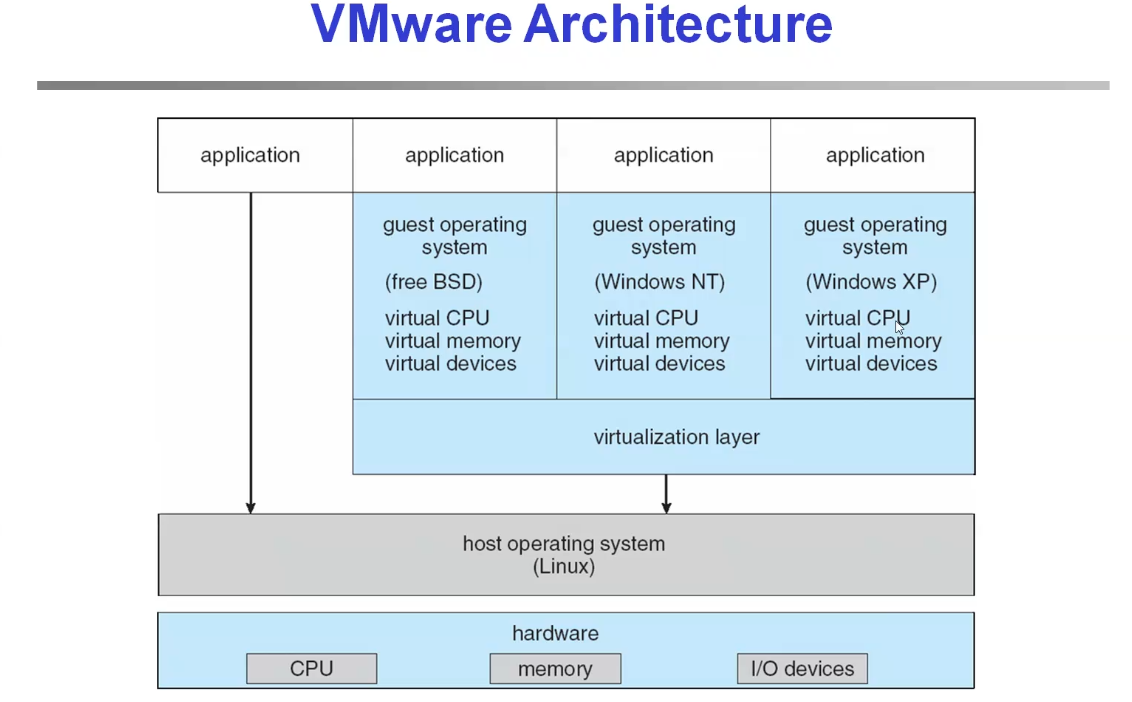 VMware Architecture
application
application
application
application
guest operating
system
(free BSD)
virtual CPU
virtual memory
virtual devices
guest operating
system
(Windows NT)
virtual CPU
virtual memory
virtual devices
guest operating
system
(Windows XP)
virtual CPU
virtual memory
virtual devices
virtualization layer
host operating system
(Linux)
hardware
CPU
memory
I/O devices